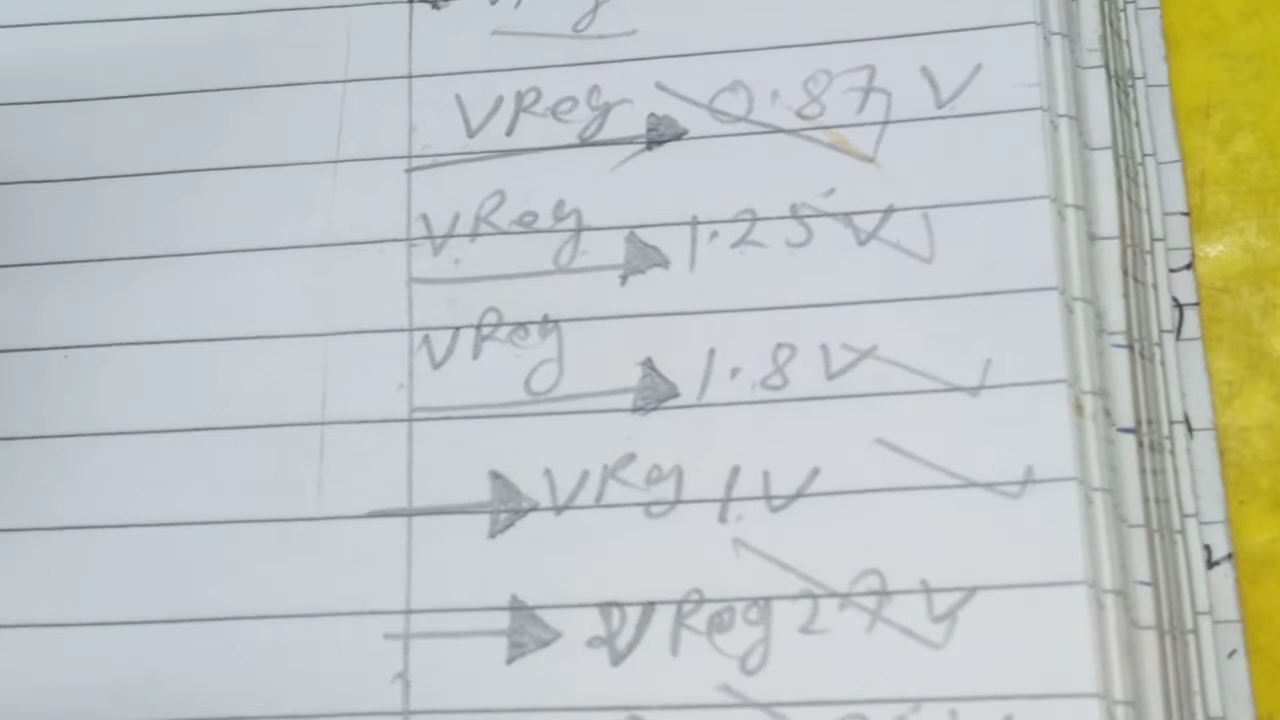 VReg 0.87 V
VReg 1.25 V
VReg 1.8 V
VReg 1V
VReg 2.7 V